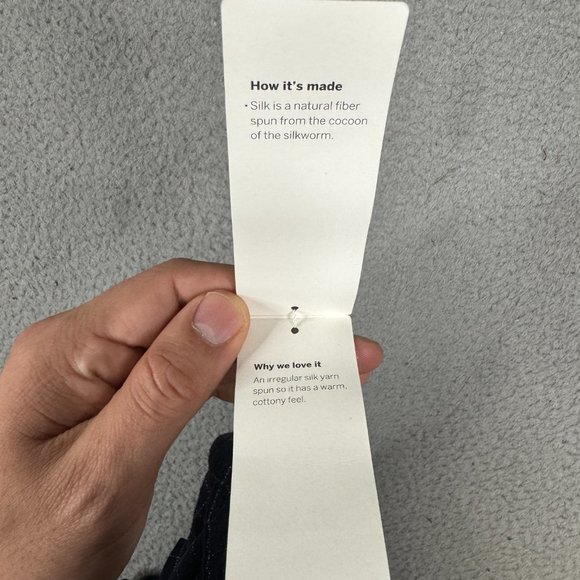 How it's made
• Silk is a natural fiber
spun from the cocoon
of the silkworm.
Why we love it
An irregular silk yarn
spun so it has a warm,
cottony feel.